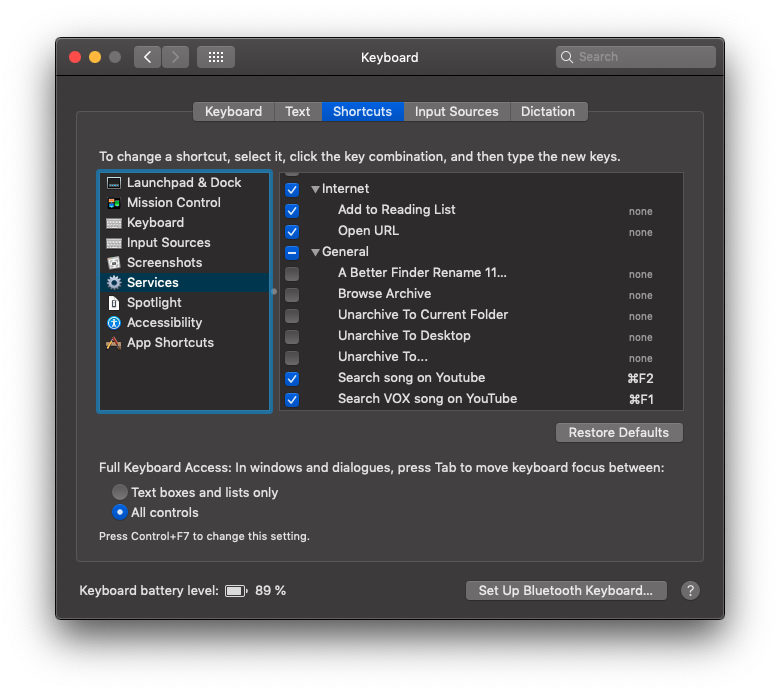 Keyboard
Search
Keyboard Text Shortcuts Input Sources Dictation
To change a shortcut, select it, click the key combination, and then type the new keys.
Launchpad & Dock
Mission Control
Keyboard
Input Sources
Screenshots
Services
Spotlight
Accessibility
App Shortcuts
Internet
Add to Reading List none
Open URL none
General
A Better Finder Rename 11... none
Browse Archive none
Unarchive To Current Folder none
Unarchive To Desktop none
Unarchive To... none
Search song on Youtube ⌘F2
Search VOX song on YouTube ⌘F1
Restore Defaults
Full Keyboard Access: In windows and dialogues, press Tab to move keyboard focus between:
Text boxes and lists only
All controls
Press Control+F7 to change this setting.
Keyboard battery level: 89 %
Set Up Bluetooth Keyboard... ?